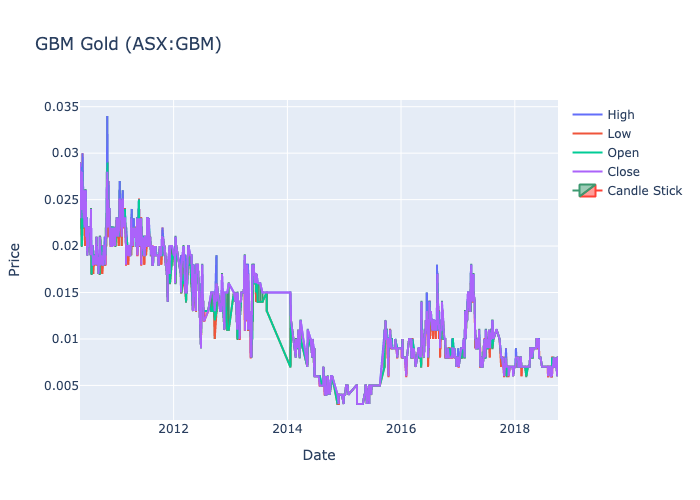 GBM Gold (ASX:GBM)
0.035
0.03
0.025
0.02
0.015
0.01
0.005
Price
2012
2014
2016
2018
Date
High
Low
Open
Close
Candle Stick